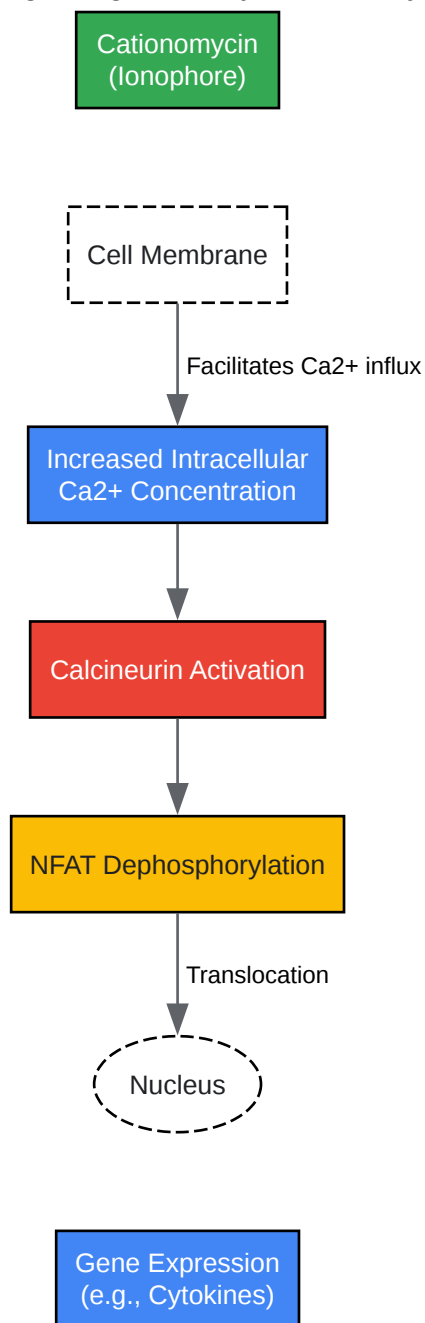 Cationomycin
(Ionophore)
Cell Membrane
Facilitates Ca2+ influx
Increased Intracellular
Ca2+ Concentration
Calcineurin Activation
NFAT Dephosphorylation
Translocation
Nucleus
Gene Expression
(e.g., Cytokines)